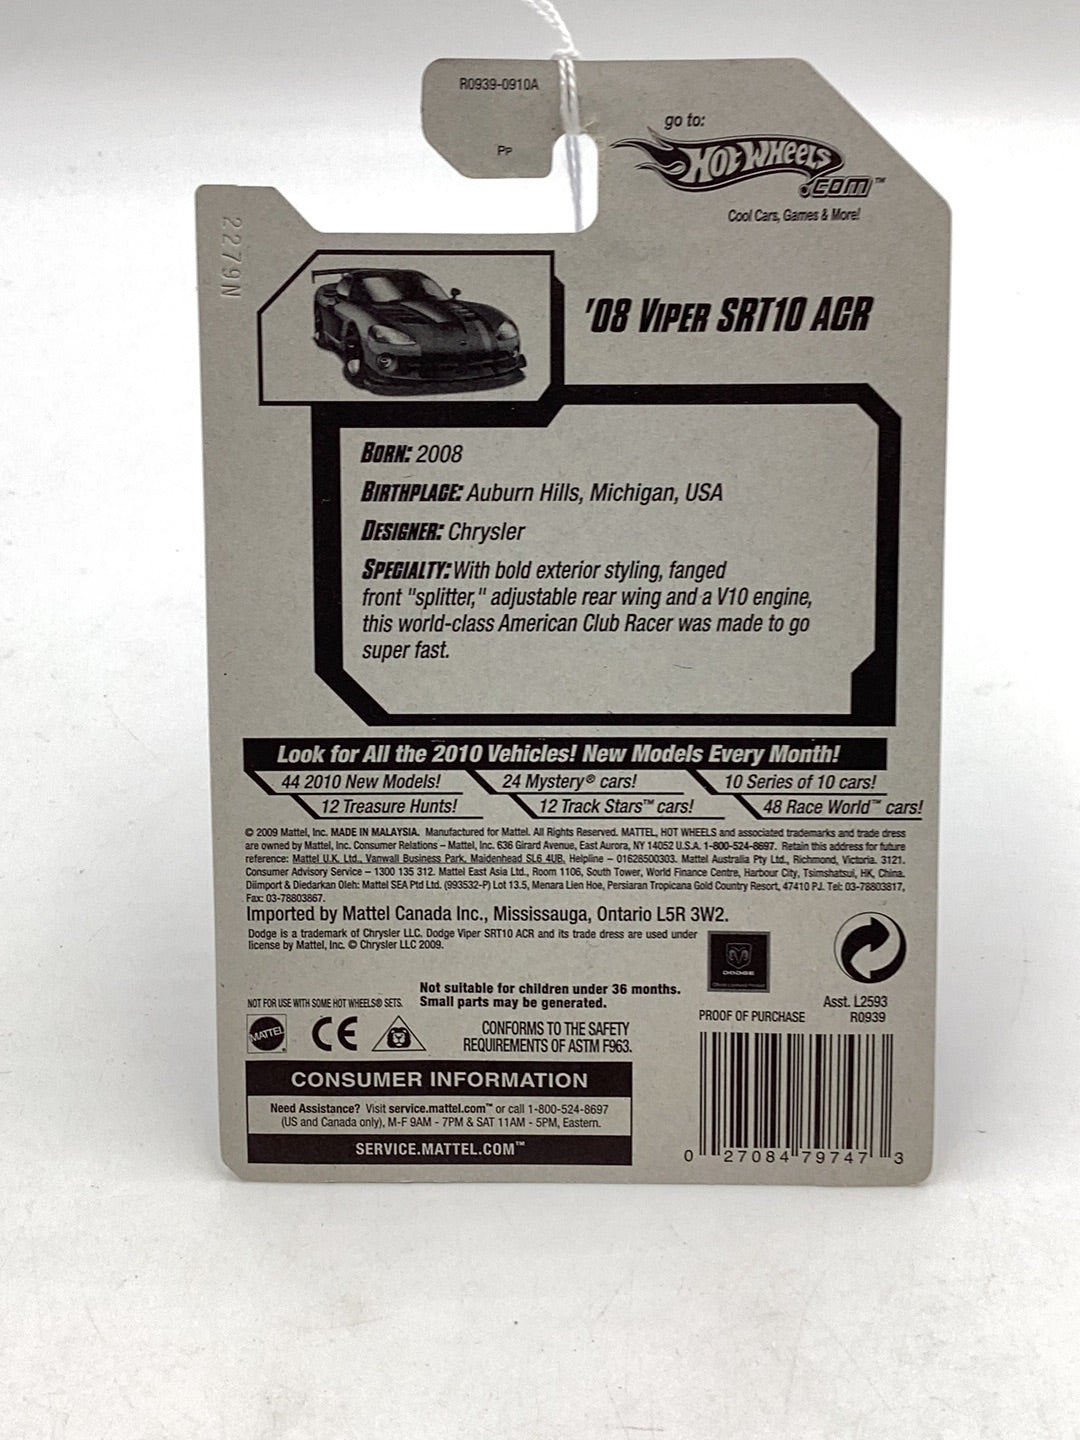 R0939-0910A
PP
go to:
HOT WHEELS
.COM™
Cool Cars, Games & More!
2279N
'08 VIPER SRT10 ACR
BORN: 2008
BIRTHPLACE: Auburn Hills, Michigan, USA
DESIGNER: Chrysler
SPECIALTY: With bold exterior styling, fanged
front "splitter," adjustable rear wing and a V10 engine,
this world-class American Club Racer was made to go
super fast.
Look for All the 2010 Vehicles! New Models Every Month!
44 2010 New Models! 24 Mystery® cars! 10 Series of 10 cars!
12 Treasure Hunts! 12 Track Stars™ cars! 48 Race World™ cars!
© 2009 Mattel, Inc. MADE IN MALAYSIA. Manufactured for Mattel. All Rights Reserved. MATTEL, HOT WHEELS and associated trademarks and trade dress
are owned by Mattel, Inc. Consumer Relations – Mattel, Inc. 636 Girard Avenue, East Aurora, NY 14052 U.S.A. 1-800-524-8697. Retain this address for future
reference: Mattel U.K. Ltd., Vanwall Business Park, Maidenhead SL6 4UB. Helpline – 01628500303. Mattel Australia Pty Ltd., Richmond, Victoria. 3121.
Consumer Advisory Service – 1300 135 312. Mattel East Asia Ltd., Room 1106, South Tower, World Finance Centre, Harbour City, Tsimshatsui, HK, China.
Diimport & Diedarkan Oleh: Mattel SEA Ptd Ltd. (993532-P) Lot 13.5, Menara Lien Hoe, Persiaran Tropicana Gold Country Resort, 47410 PJ. Tel: 03-78803817,
Fax: 03-78803867.
Imported by Mattel Canada Inc., Mississauga, Ontario L5R 3W2.
Dodge is a trademark of Chrysler LLC. Dodge Viper SRT10 ACR and its trade dress are used under
license by Mattel, Inc. © Chrysler LLC 2009.
DODGE
Official Licensed Product
Not suitable for children under 36 months.
NOT FOR USE WITH SOME HOT WHEELS® SETS. Small parts may be generated.
Asst. L2593
PROOF OF PURCHASE R0939
MATTEL
CE
CONFORMS TO THE SAFETY
REQUIREMENTS OF ASTM F963.
CONSUMER INFORMATION
Need Assistance? Visit service.mattel.com™ or call 1-800-524-8697
(US and Canada only), M-F 9AM - 7PM & SAT 11AM - 5PM, Eastern.
SERVICE.MATTEL.COM™
0 27084 79747 3